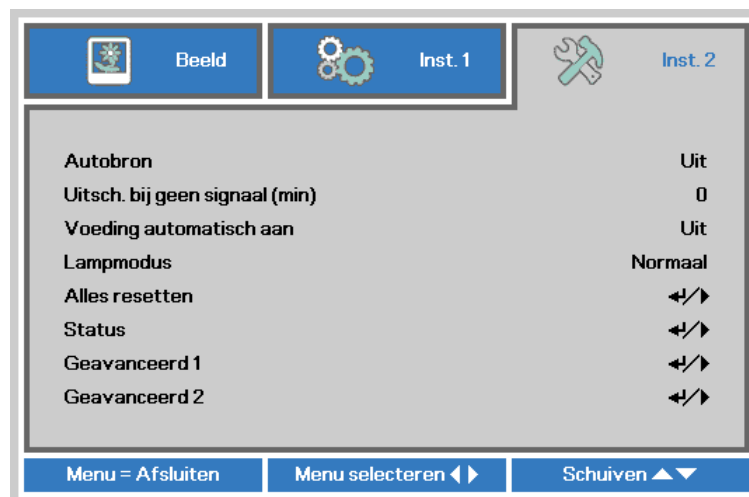 Beeld
Inst. 1
Inst. 2
Autobron Uit
Uitsch. bij geen signaal (min) 0
Voeding automatisch aan Uit
Lampmodus Normaal
Alles resetten ↵/▶
Status ↵/▶
Geavanceerd 1 ↵/▶
Geavanceerd 2 ↵/▶
Menu = Afsluiten
Menu selecteren ◀▶
Schuiven ▲▼